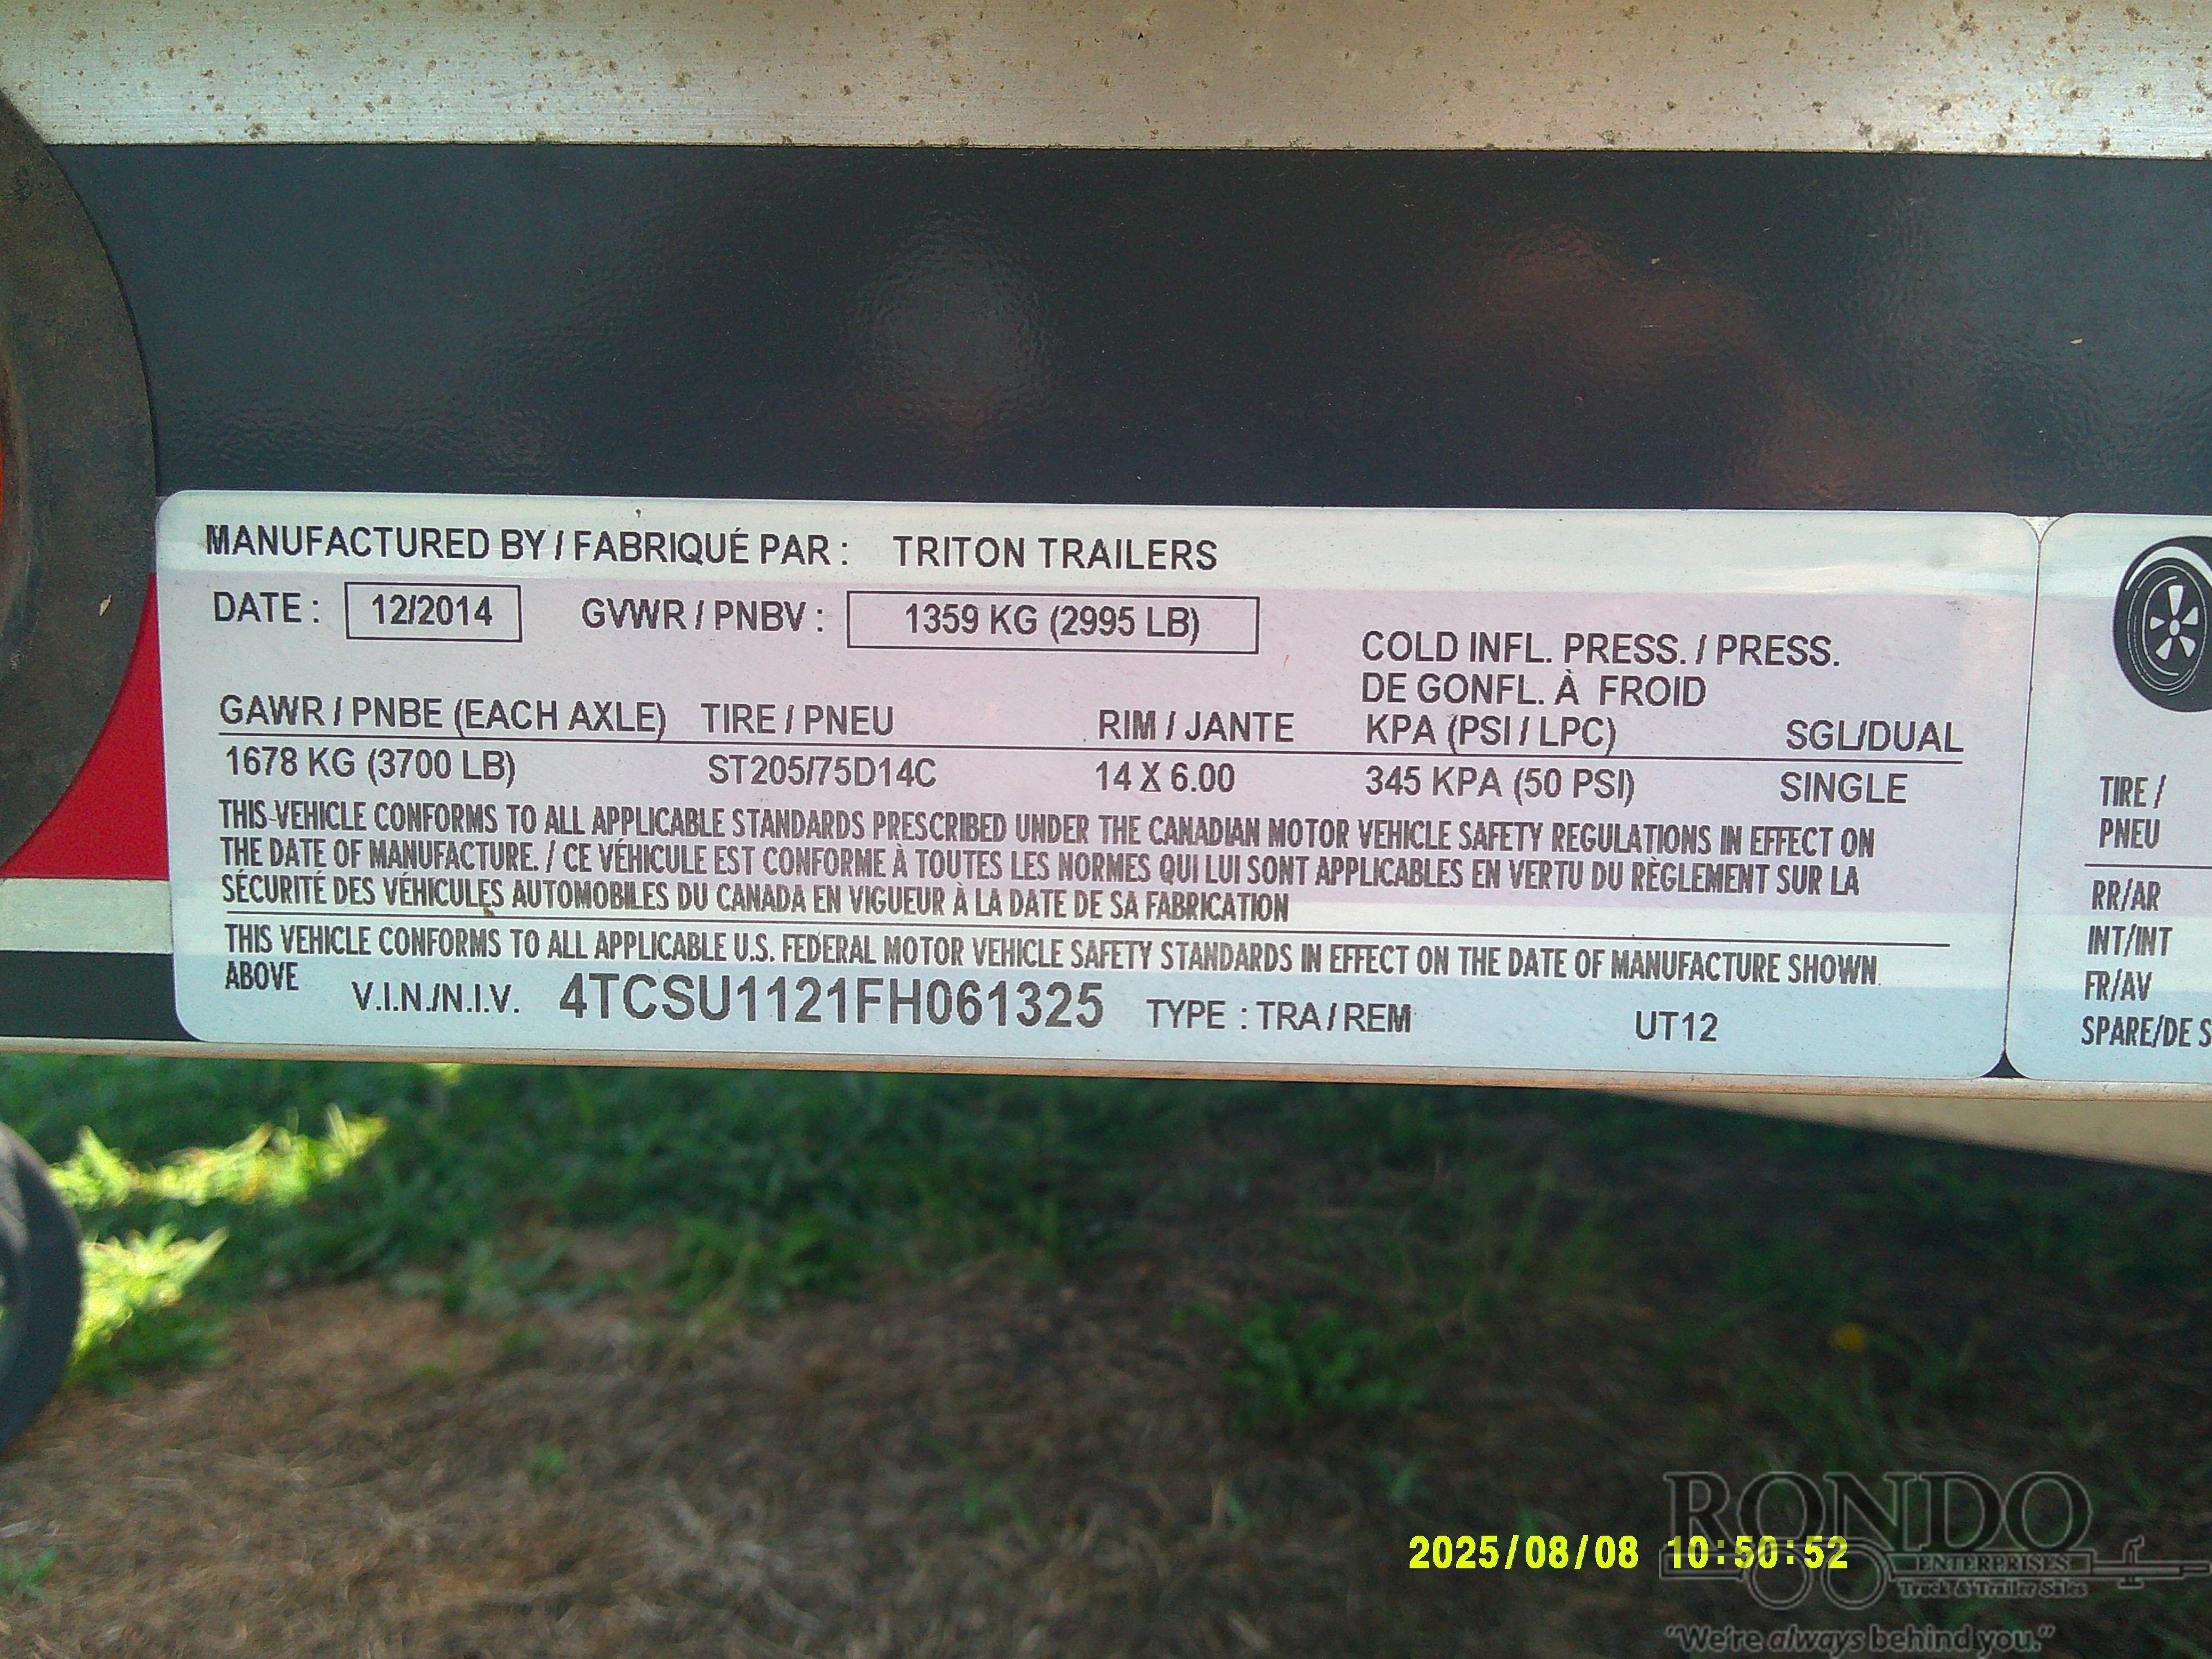 MANUFACTURED BY / FABRIQUÉ PAR : TRITON TRAILERS
DATE : 12/2014 GVWR / PNBV : 1359 KG (2995 LB)
COLD INFL. PRESS. / PRESS.
DE GONFL. À FROID
GAWR / PNBE (EACH AXLE) TIRE / PNEU RIM / JANTE KPA (PSI / LPC) SGL/DUAL
1678 KG (3700 LB) ST205/75D14C 14 X 6.00 345 KPA (50 PSI) SINGLE
THIS VEHICLE CONFORMS TO ALL APPLICABLE STANDARDS PRESCRIBED UNDER THE CANADIAN MOTOR VEHICLE SAFETY REGULATIONS IN EFFECT ON
THE DATE OF MANUFACTURE. / CE VÉHICULE EST CONFORME À TOUTES LES NORMES QUI LUI SONT APPLICABLES EN VERTU DU RÈGLEMENT SUR LA
SÉCURITÉ DES VÉHICULES AUTOMOBILES DU CANADA EN VIGUEUR À LA DATE DE SA FABRICATION
THIS VEHICLE CONFORMS TO ALL APPLICABLE U.S. FEDERAL MOTOR VEHICLE SAFETY STANDARDS IN EFFECT ON THE DATE OF MANUFACTURE SHOWN
ABOVE
V.I.N./N.I.V. 4TCSU1121FH061325 TYPE : TRA / REM UT12
TIRE /
PNEU
RR/AR
INT/INT
FR/AV
SPARE/DE S
2025/08/08 10:50:52
RONDO
ENTERPRISES
Truck & Trailer Sales
"We're always behind you."